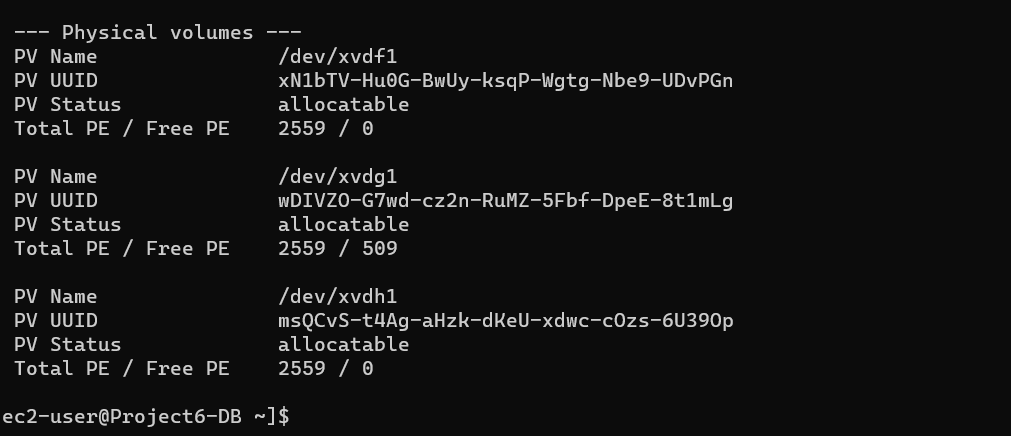 --- Physical volumes ---
PV Name               /dev/xvdf1
PV UUID               xN1bTV-Hu0G-BwUy-ksqP-Wgtg-Nbe9-UDvPGn
PV Status             allocatable
Total PE / Free PE    2559 / 0
PV Name               /dev/xvdg1
PV UUID               wDIVZO-G7wd-cz2n-RuMZ-5Fbf-DpeE-8t1mLg
PV Status             allocatable
Total PE / Free PE    2559 / 509
PV Name               /dev/xvdh1
PV UUID               msQCvS-t4Ag-aHzk-dKeU-xdwc-cOzs-6U39Op
PV Status             allocatable
Total PE / Free PE    2559 / 0
ec2-user@Project6-DB ~]$